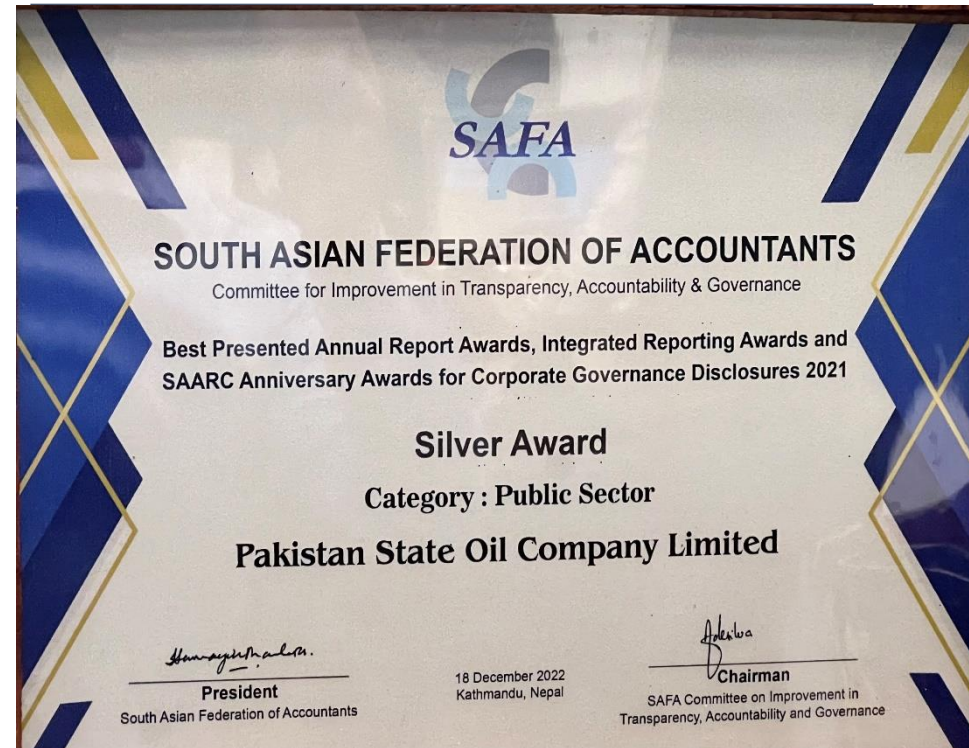 SAFA
SOUTH ASIAN FEDERATION OF ACCOUNTANTS
Committee for Improvement in Transparency, Accountability & Governance
Best Presented Annual Report Awards, Integrated Reporting Awards and
SAARC Anniversary Awards for Corporate Governance Disclosures 2021
Silver Award
Category : Public Sector
Pakistan State Oil Company Limited
President
South Asian Federation of Accountants
18 December 2022
Kathmandu, Nepal
Chairman
SAFA Committee on Improvement in
Transparency, Accountability and Governance